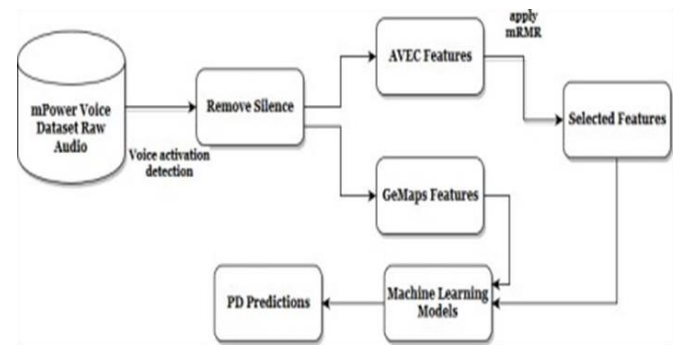 apply
mRMR
AVEC Features
mPower Voice
Dataset Raw
Audio
Remove Silence
Selected Features
Voice activation
detection
GeMaps Features
PD Predictions
Machine Learning
Models